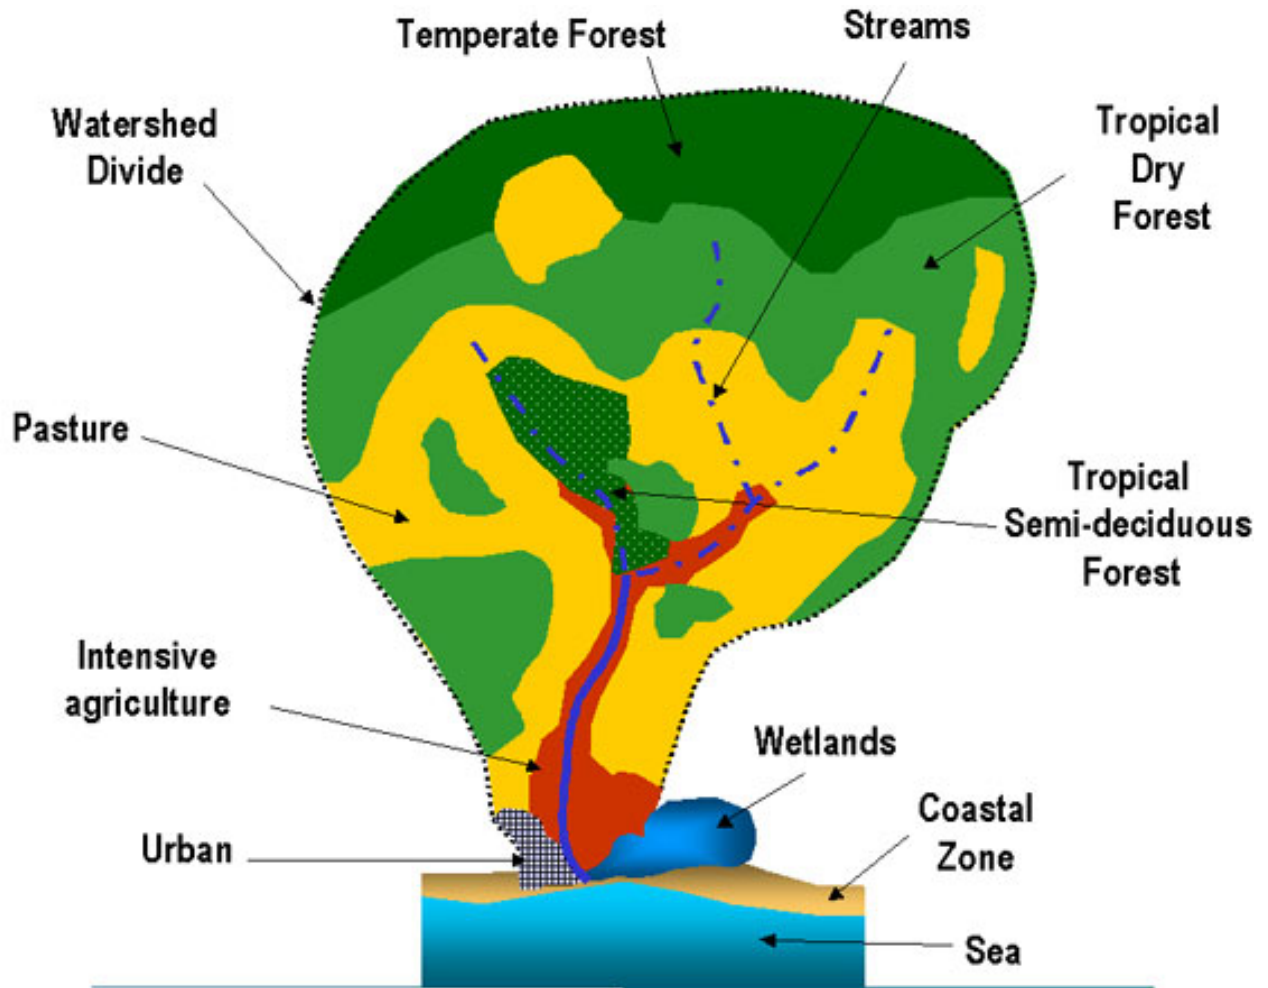 Temperate Forest
Streams
Watershed
Divide
Tropical
Dry
Forest
Pasture
Tropical
Semi-deciduous
Forest
Intensive
agriculture
Wetlands
Coastal
Zone
Urban
Sea